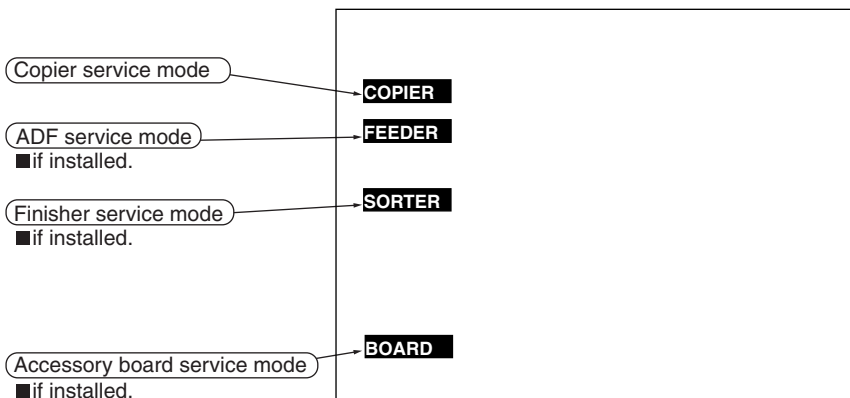 Copier service mode
COPIER
ADF service mode
FEEDER
■if installed.
Finisher service mode
SORTER
■if installed.
Accessory board service mode
BOARD
■if installed.